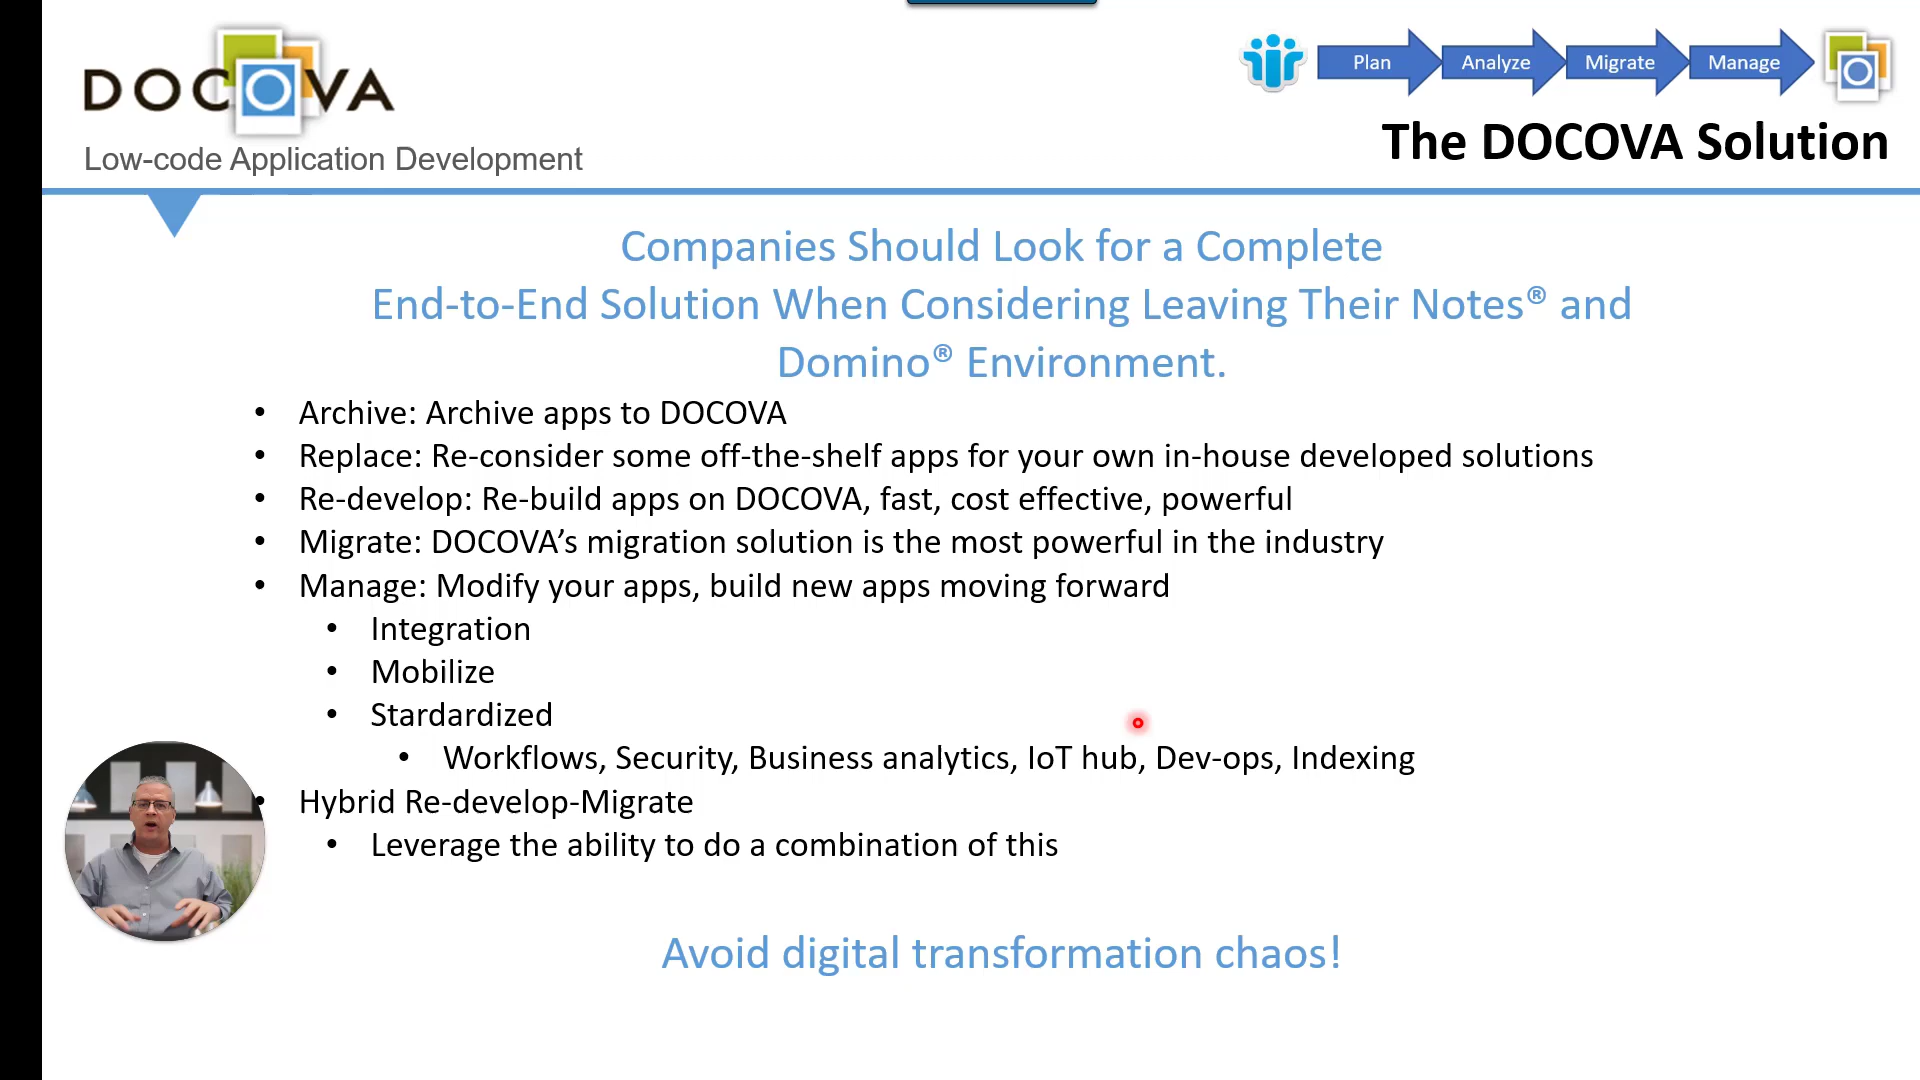 DOCOVA
Low-code Application Development
Plan
Analyze
Migrate
Manage
The DOCOVA Solution
Companies Should Look for a Complete
End-to-End Solution When Considering Leaving Their Notes® and
Domino® Environment.
• Archive: Archive apps to DOCOVA
• Replace: Re-consider some off-the-shelf apps for your own in-house developed solutions
• Re-develop: Re-build apps on DOCOVA, fast, cost effective, powerful
• Migrate: DOCOVA’s migration solution is the most powerful in the industry
• Manage: Modify your apps, build new apps moving forward
• Integration
• Mobilize
• Stardardized
• Workflows, Security, Business analytics, IoT hub, Dev-ops, Indexing
• Hybrid Re-develop-Migrate
• Leverage the ability to do a combination of this
Avoid digital transformation chaos!